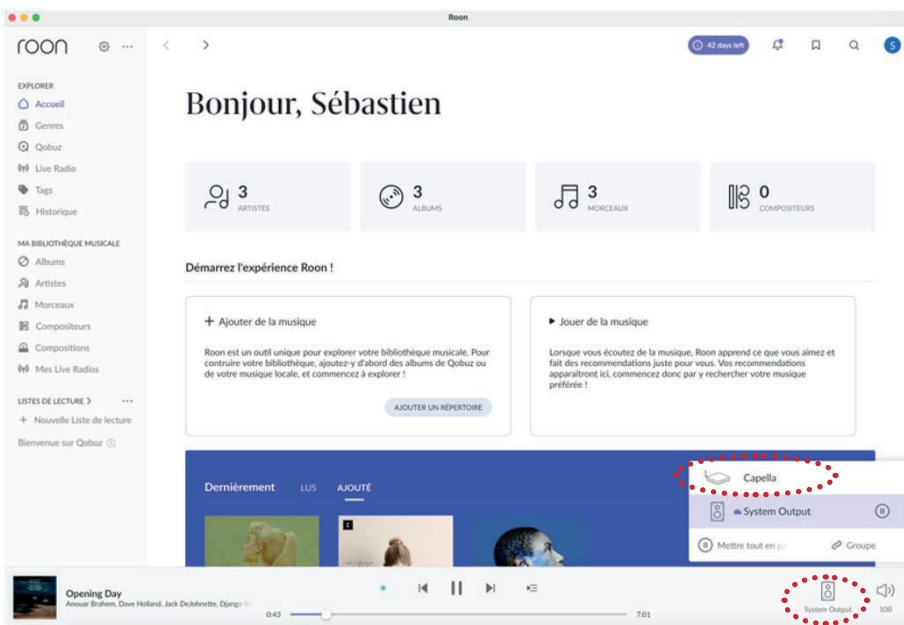 Roon
roon
42 days left
S
EXPLORER
Accueil
Genres
Qobuz
Live Radio
Tags
Historique
MA BIBLIOTHÈQUE MUSICALE
Albums
Artistes
Morceaux
Compositeurs
Compositions
Mes Live Radios
LISTES DE LECTURE
Nouvelle Liste de lecture
Bienvenue sur Qobuz
Bonjour, Sébastien
3
ARTISTES
3
ALBUMS
3
MORCEAUX
0
COMPOSITEURS
Démarrez l'expérience Roon !
+ Ajouter de la musique
Roon est un outil unique pour explorer votre bibliothèque musicale. Pour
construire votre bibliothèque, ajoutez-y d'abord des albums de Qobuz ou
de votre musique locale, et commencez à explorer !
AJOUTER UN RÉPERTOIRE
Jouer de la musique
Lorsque vous écoutez de la musique, Roon apprend ce que vous aimez et
fait des recommendations juste pour vous. Vos recommendations
apparaîtront ici, commencez donc par y rechercher votre musique
préférée !
Dernièrement LUS AJOUTÉ
E
Capella
System Output
Mettre tout en Groupe
Opening Day
Anouar Brahem, Dave Holland, Jack DeJohnette, Django
0:43 7:01
System Output 100